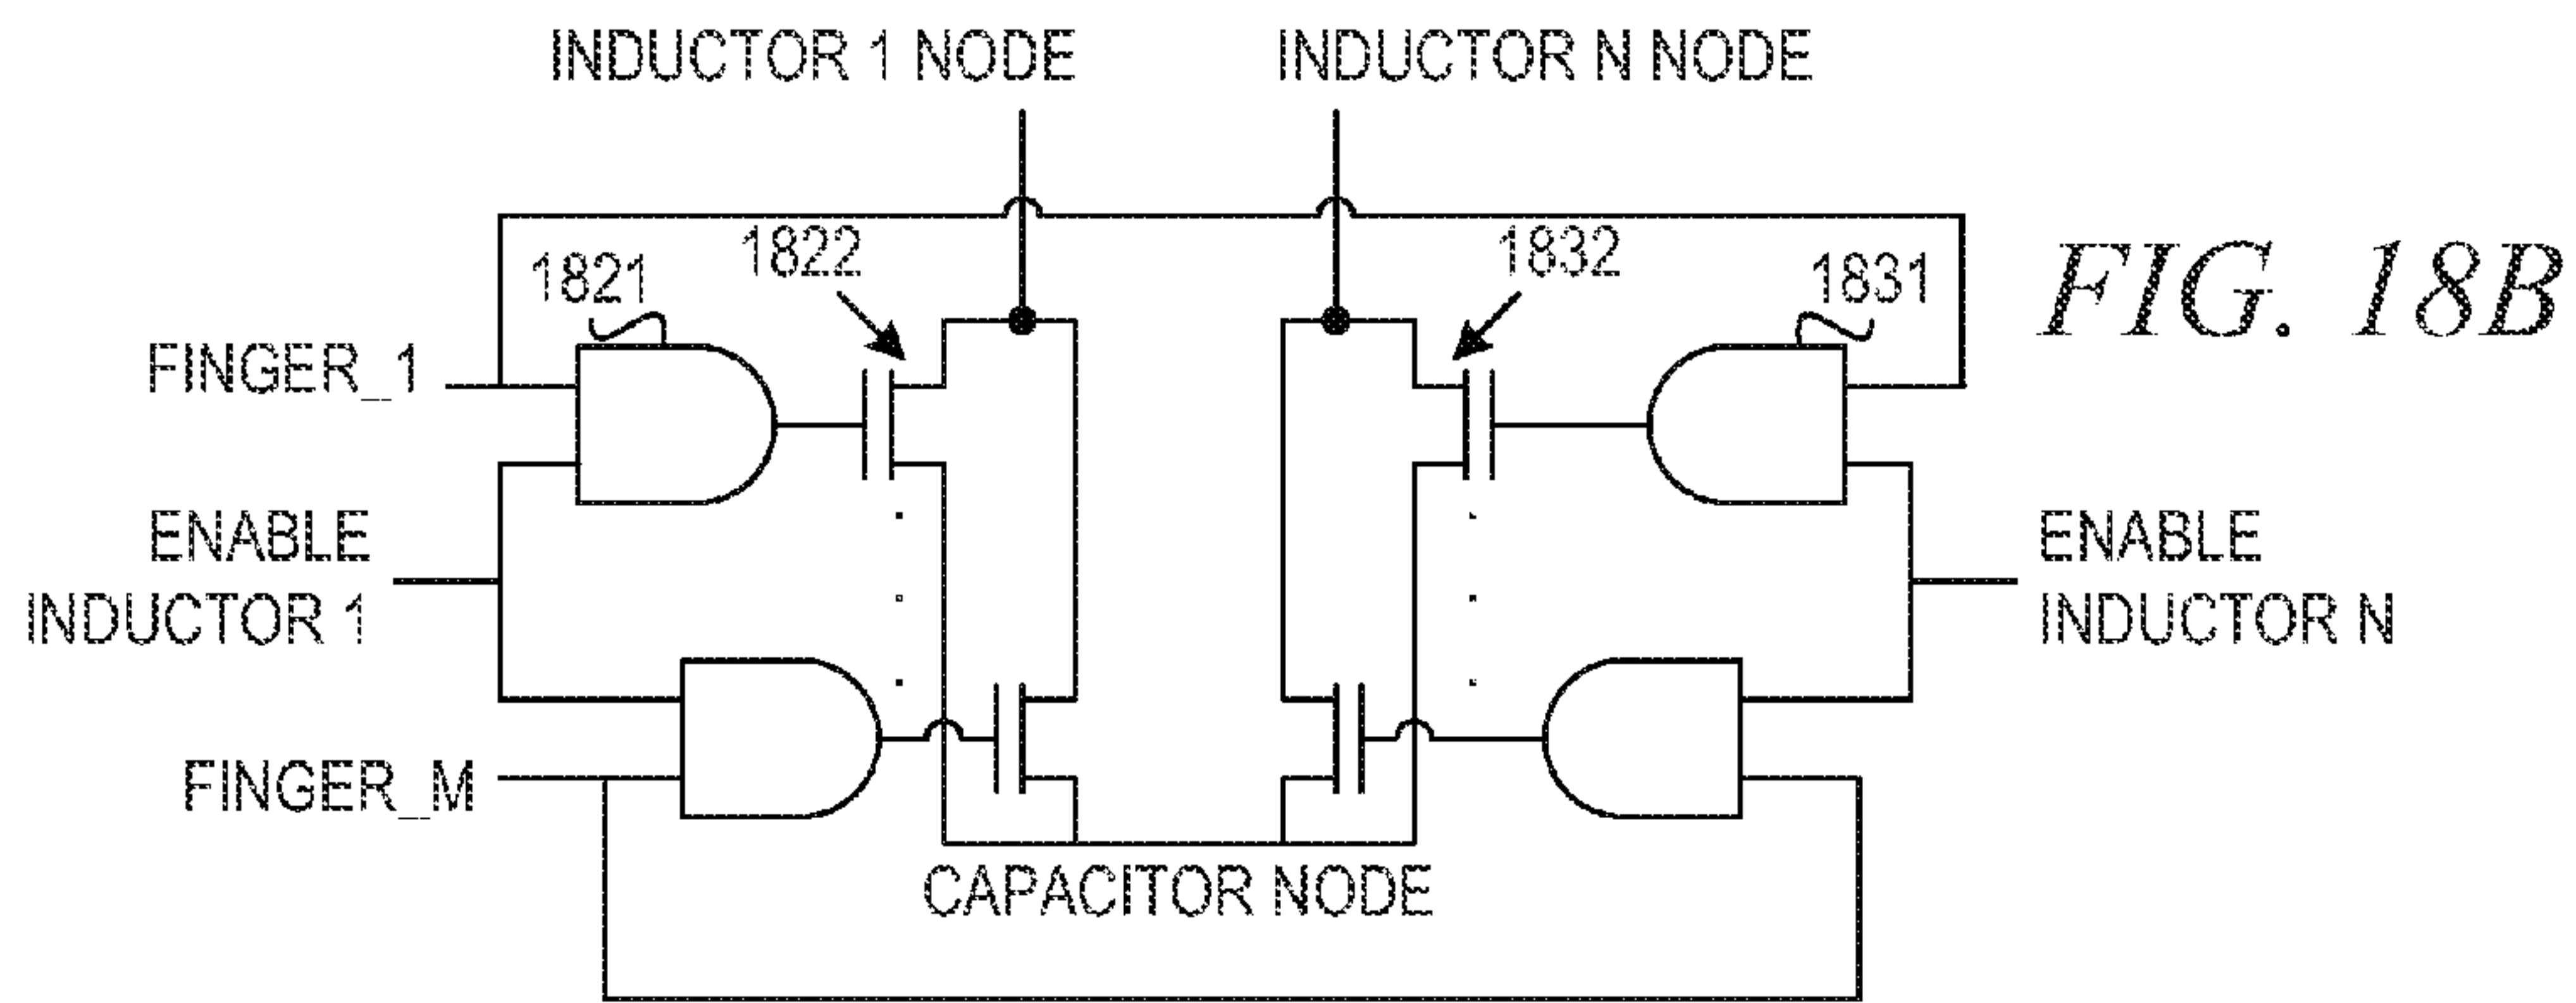 INDUCTOR 1 NODE
INDUCTOR N NODE
1822
1832
1821
1831
FIG. 18B
FINGER_1
ENABLE
INDUCTOR 1
ENABLE
INDUCTOR N
FINGER_M
CAPACITOR NODE